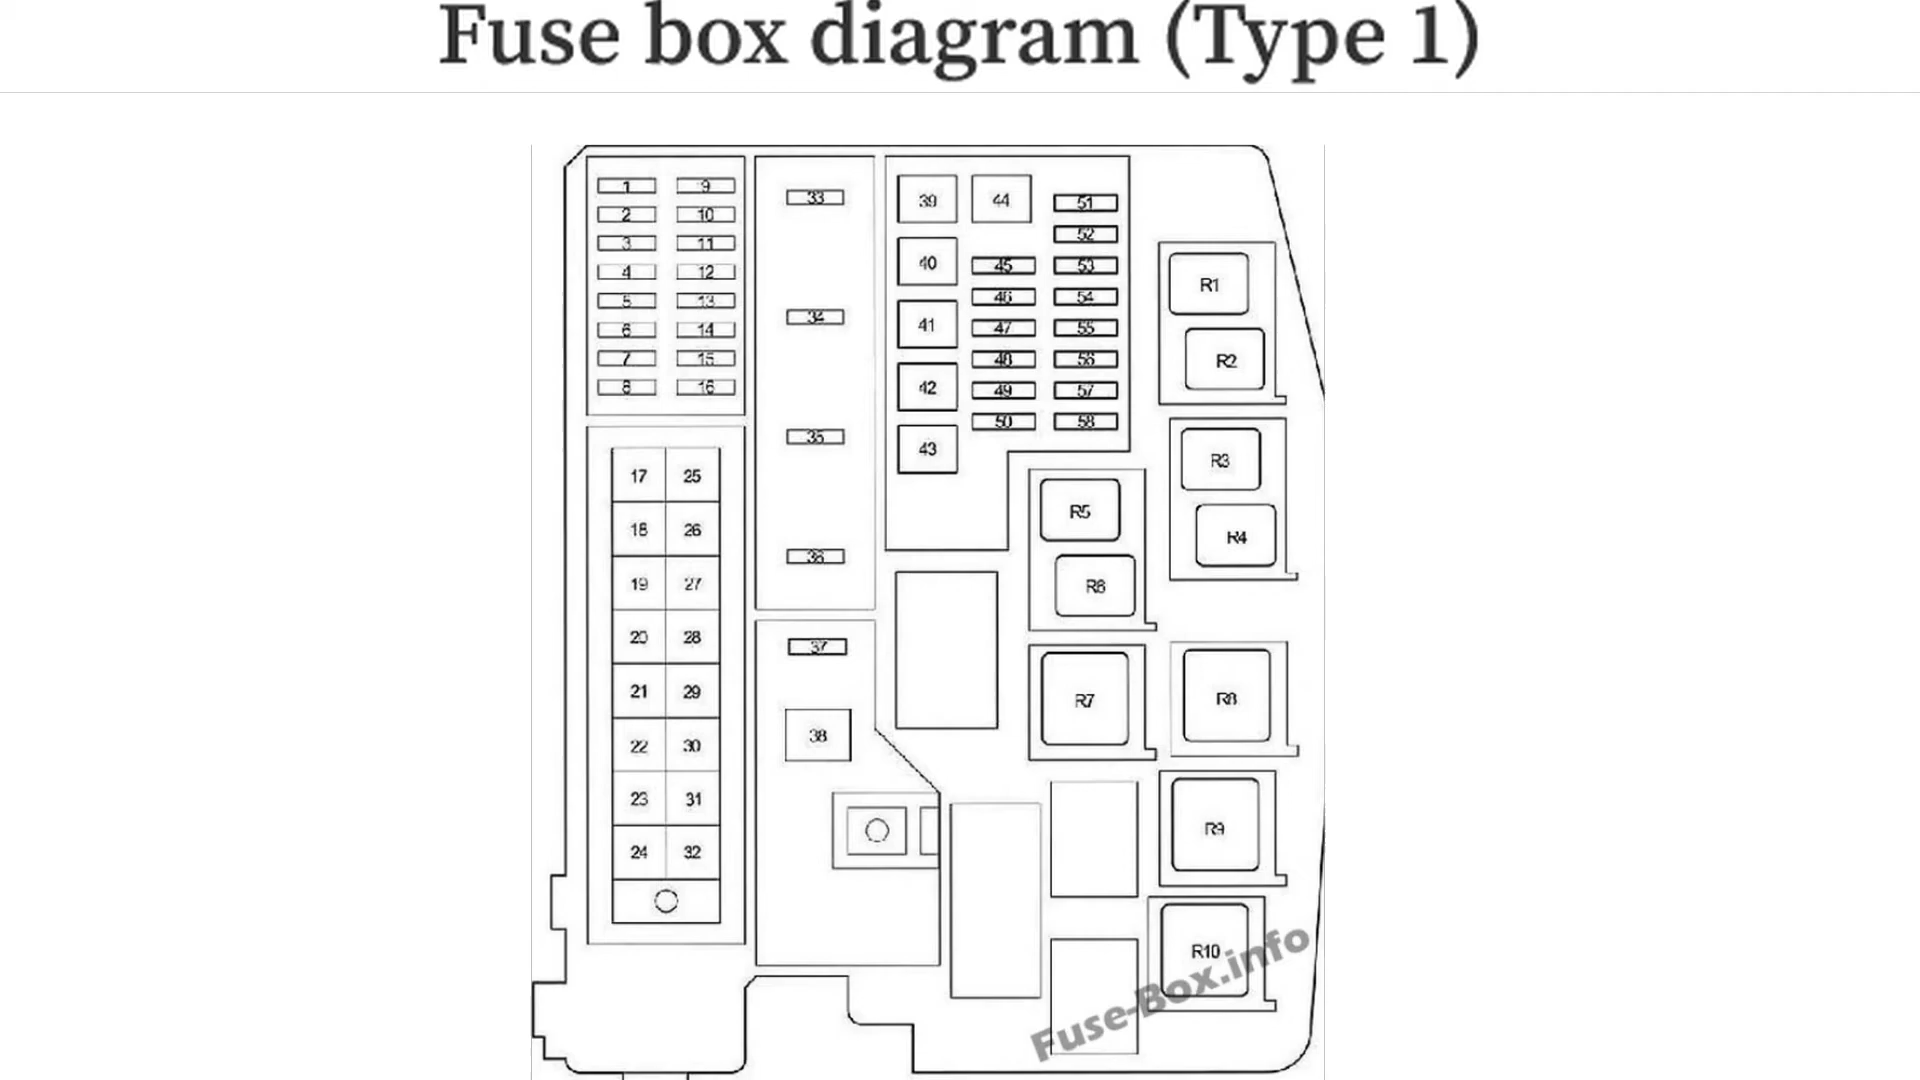 Fuse box diagram (Type 1)
1 9
2 10
3 11
4 12
5 13
6 14
7 15
8 16
17 25
18 26
19 27
20 28
21 29
22 30
23 31
24 32
33
34
35
36
37
38
39 44 51
52
40 45 53
46 54
41 47 55
48 56
42 49 57
50 58
43
R1
R2
R3
R4
R5
R6
R7 R8
R9
R10
Fuse-Box.info